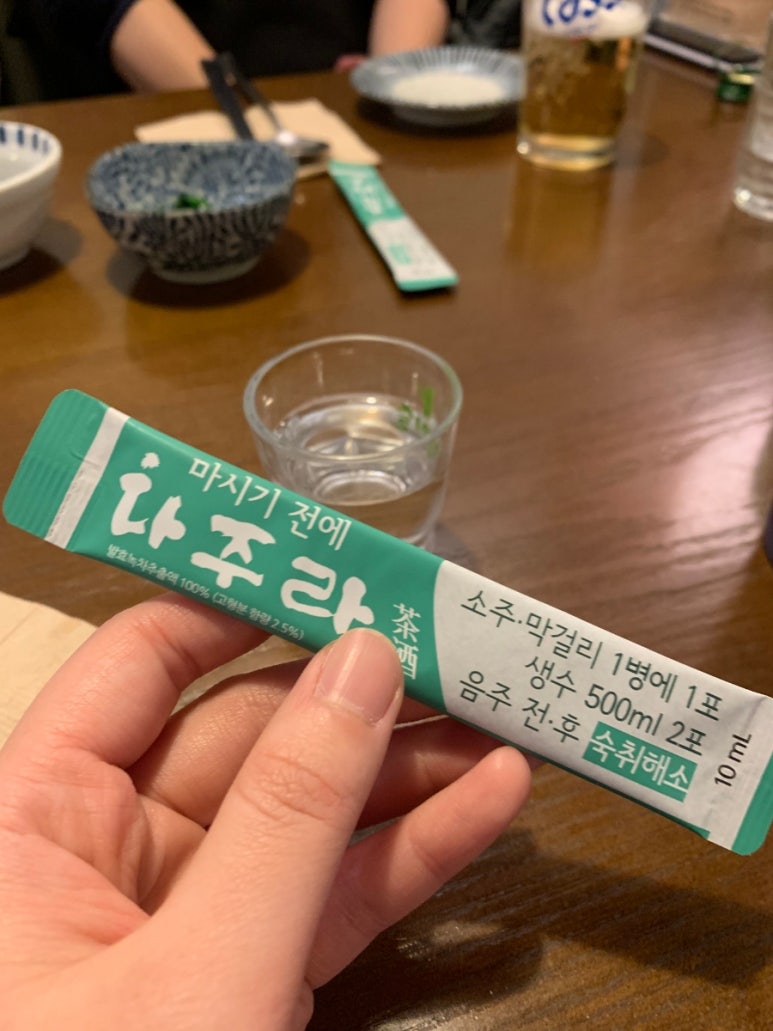 마시기 전에
다주라
茶酒
발효녹차추출액 100% (고형분 함량 2.5%)
소주·막걸리 1병에 1포
생수 500ml 2포
음주 전·후 숙취해소
10 mL